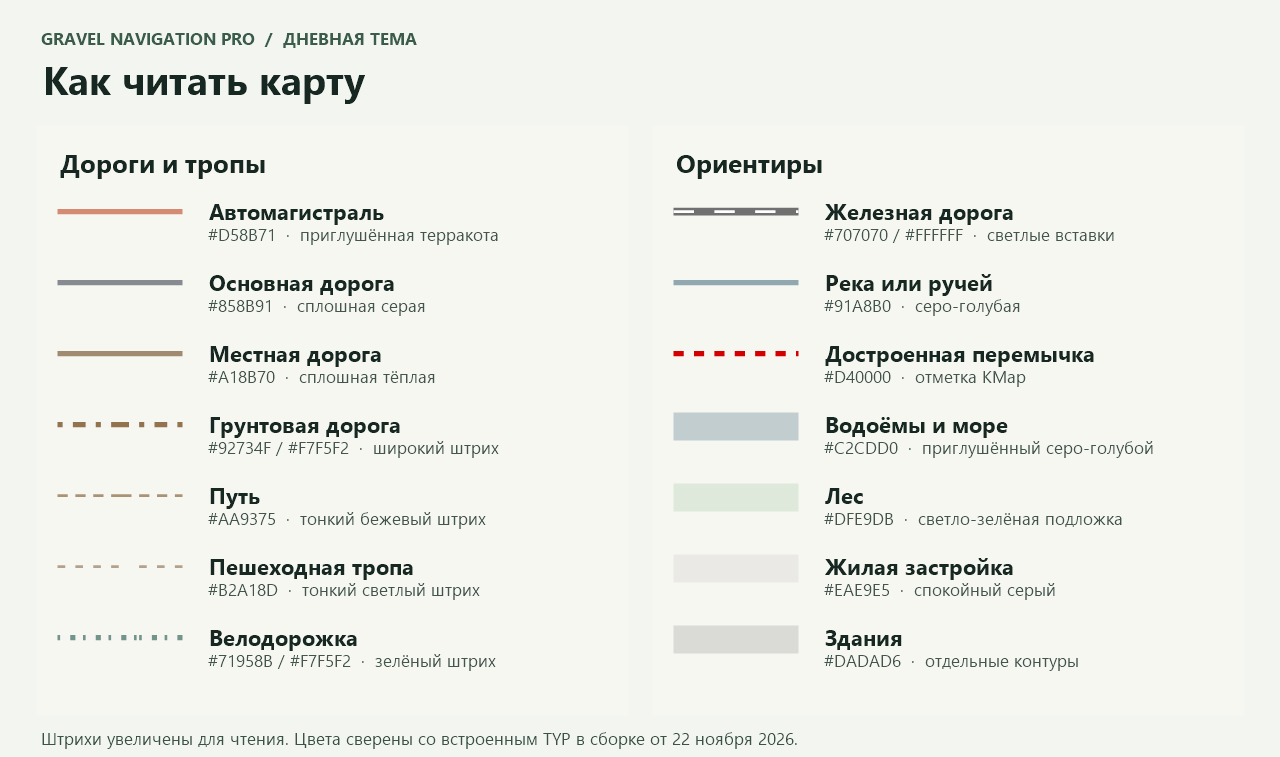 GRAVEL NAVIGATION PRO / ДНЕВНАЯ ТЕМА
Как читать карту
Дороги и тропы
Автомагистраль
#D58B71 · приглушённая терракота
Основная дорога
#858B91 · сплошная серая
Местная дорога
#A18B70 · сплошная тёплая
Грунтовая дорога
#92734F / #F7F5F2 · широкий штрих
Путь
#AA9375 · тонкий бежевый штрих
Пешеходная тропа
#B2A18D · тонкий светлый штрих
Велодорожка
#71958B / #F7F5F2 · зелёный штрих
Ориентиры
Железная дорога
#707070 / #FFFFFF · светлые вставки
Река или ручей
#91A8B0 · серо-голубая
Достроенная перемычка
#D40000 · отметка КМар
Водоёмы и море
#C2CDD0 · приглушённый серо-голубой
Лес
#DFE9DB · светло-зелёная подложка
Жилая застройка
#EAE9E5 · спокойный серый
Здания
#DADAD6 · отдельные контуры
Штрихи увеличены для чтения. Цвета сверены со встроенным TYP в сборке от 22 ноября 2026.